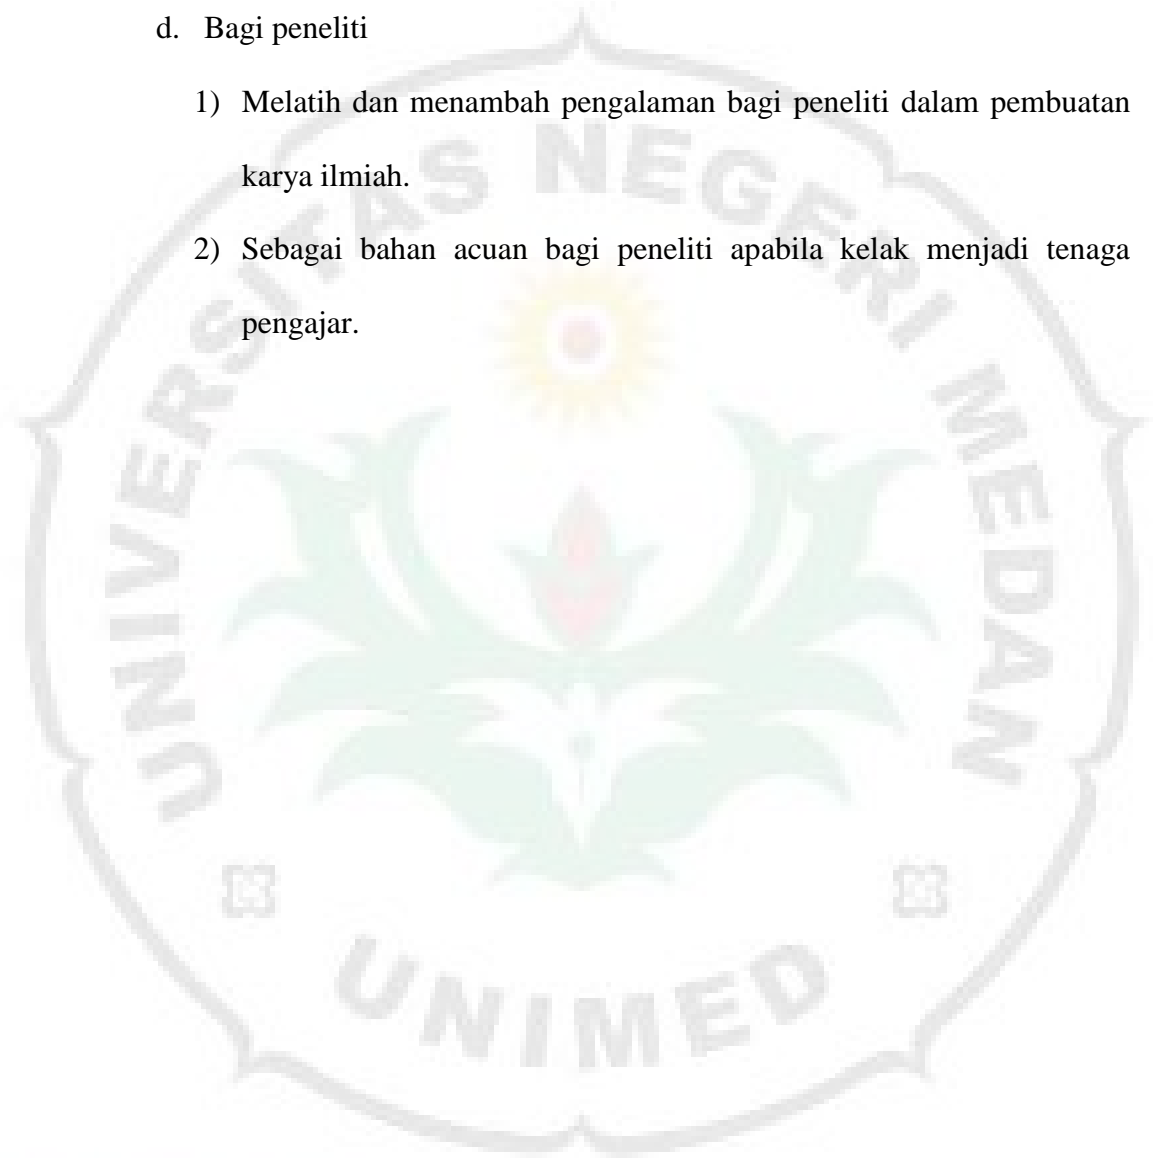 d. Bagi peneliti
1) Melatih dan menambah pengalaman bagi peneliti dalam pembuatan
karya ilmiah.
2) Sebagai bahan acuan bagi peneliti apabila kelak menjadi tenaga
pengajar.
UNIVERSITAS NEGERI MEDAN
UNIMED